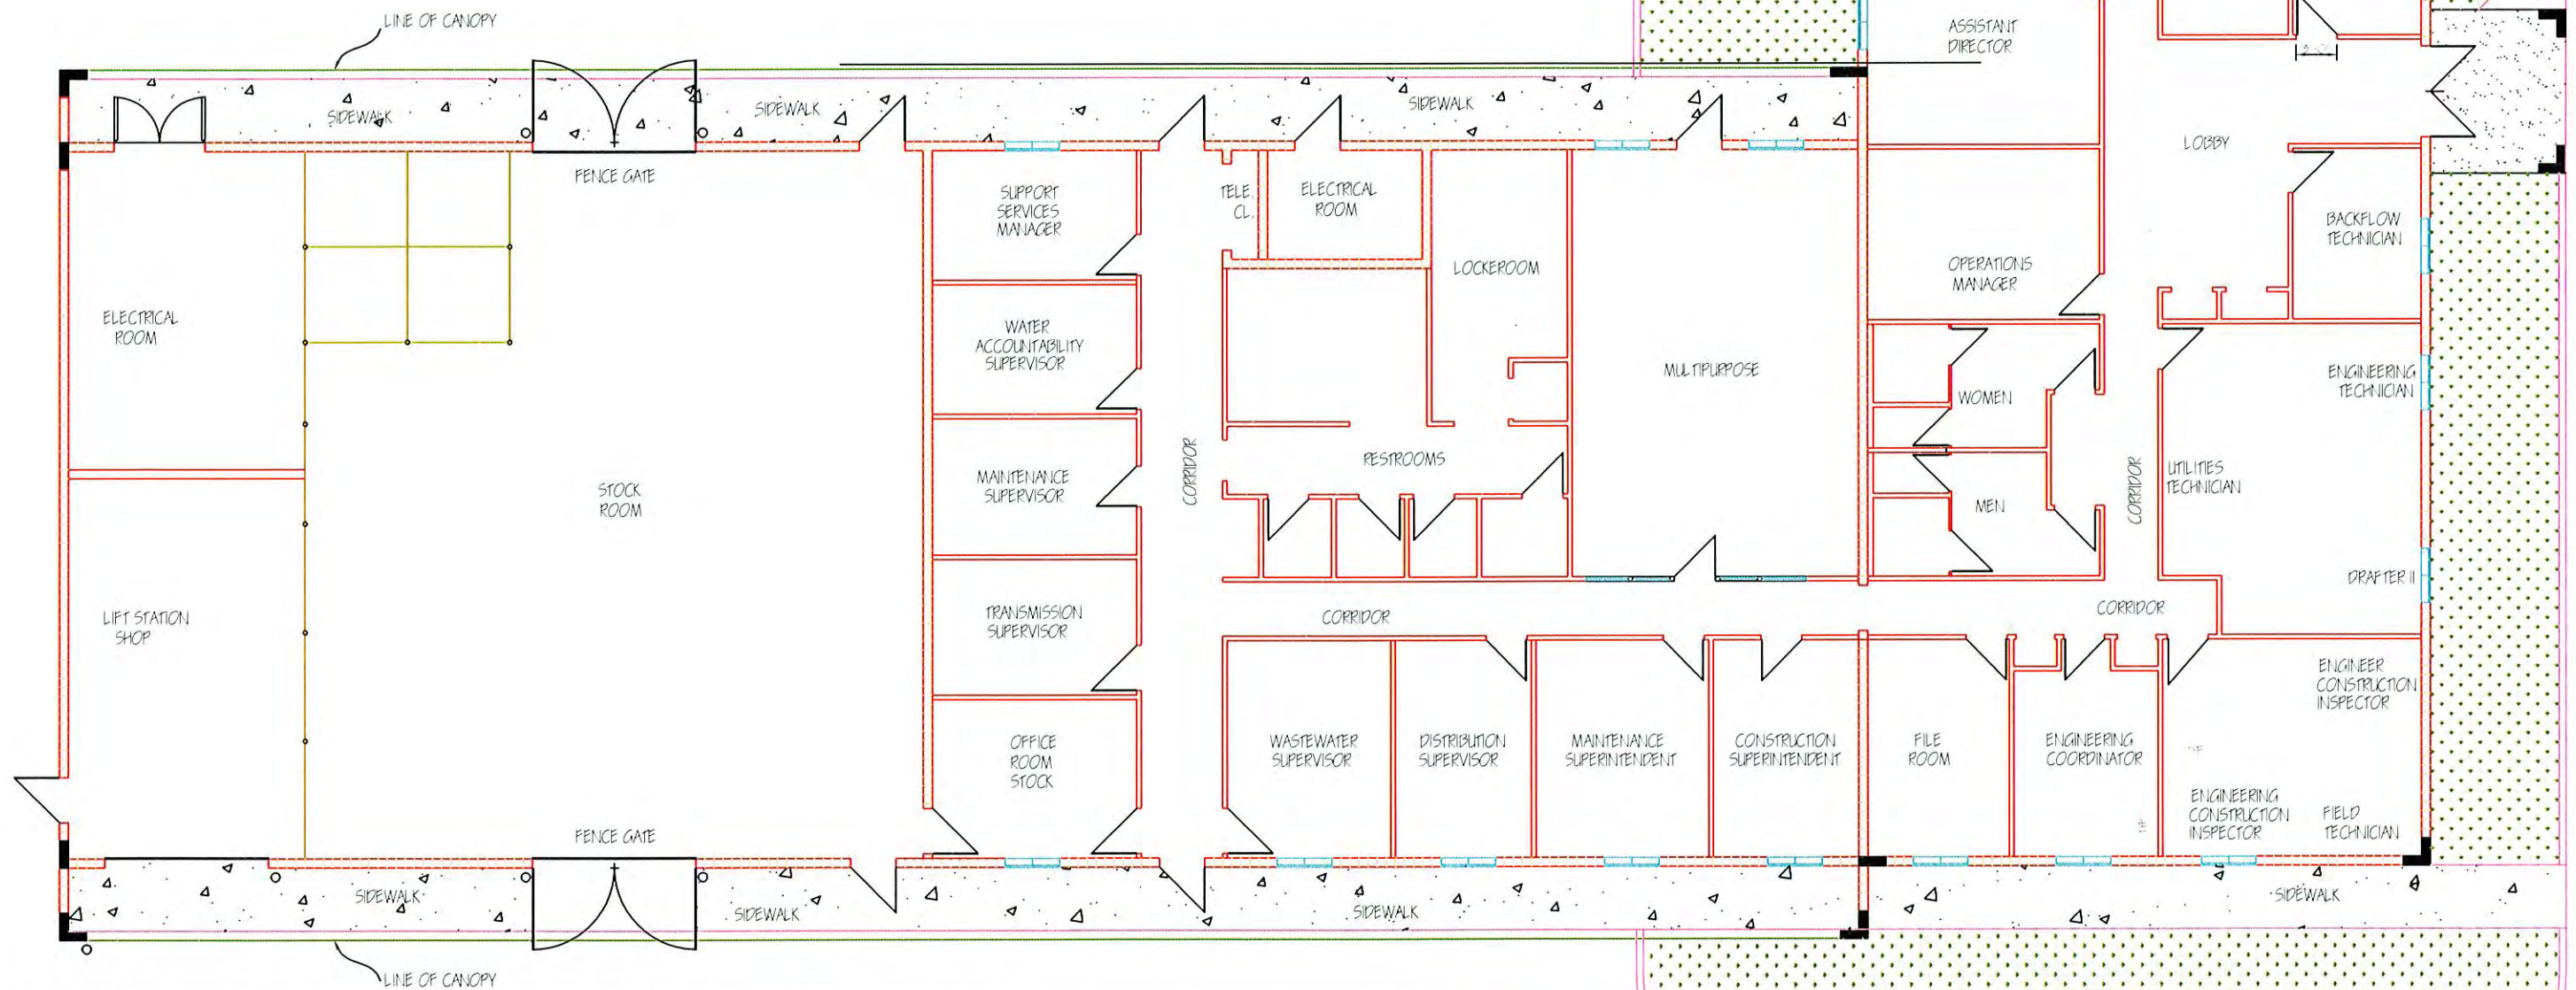 LINE OF CANOPY
ASSISTANT
DIRECTOR
SIDEWALK
SIDEWALK
SIDEWALK
LOBBY
FENCE GATE
SUPPORT
SERVICES
MANAGER
TELE.
CL.
ELECTRICAL
ROOM
BACKFLOW
TECHNICIAN
LOCKEROOM
OPERATIONS
MANAGER
ELECTRICAL
ROOM
WATER
ACCOUNTABILITY
SUPERVISOR
MULTIPURPOSE
ENGINEERING
TECHNICIAN
WOMEN
CORRIDOR
RESTROOMS
MAINTENANCE
SUPERVISOR
STOCK
ROOM
MEN
CORRIDOR
UTILITIES
TECHNICIAN
DRAFTER II
LIFT STATION
SHOP
TRANSMISSION
SUPERVISOR
CORRIDOR
CORRIDOR
ENGINEER
CONSTRUCTION
INSPECTOR
OFFICE
ROOM
STOCK
WASTEWATER
SUPERVISOR
DISTRIBUTION
SUPERVISOR
MAINTENANCE
SUPERINTENDENT
CONSTRUCTION
SUPERINTENDENT
FILE
ROOM
ENGINEERING
COORDINATOR
ENGINEERING
CONSTRUCTION
INSPECTOR
FIELD
TECHNICIAN
FENCE GATE
SIDEWALK
SIDEWALK
SIDEWALK
SIDEWALK
LINE OF CANOPY